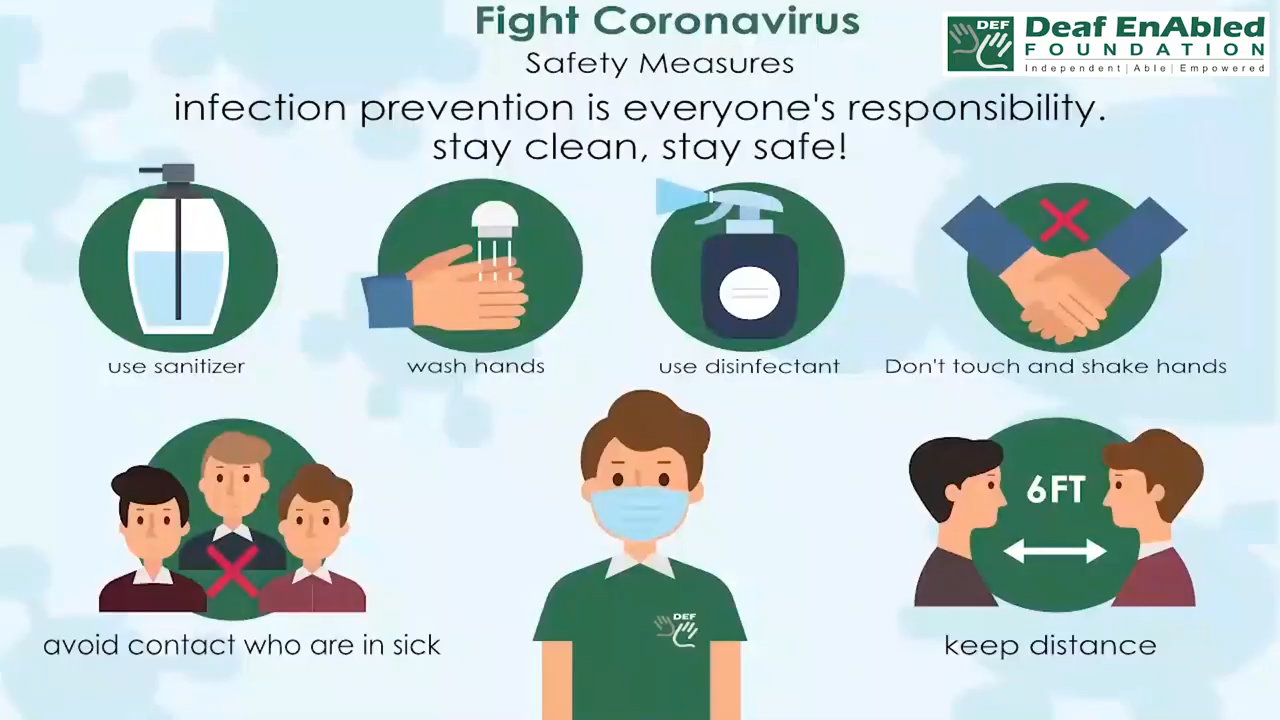 Fight Coronavirus
Safety Measures
infection prevention is everyone's responsibility.
stay clean, stay safe!
DEF
Deaf EnAbled
FOUNDATION
Independent | Able | Empowered
use sanitizer
wash hands
use disinfectant
Don't touch and shake hands
6FT
DEF
avoid contact who are in sick
keep distance